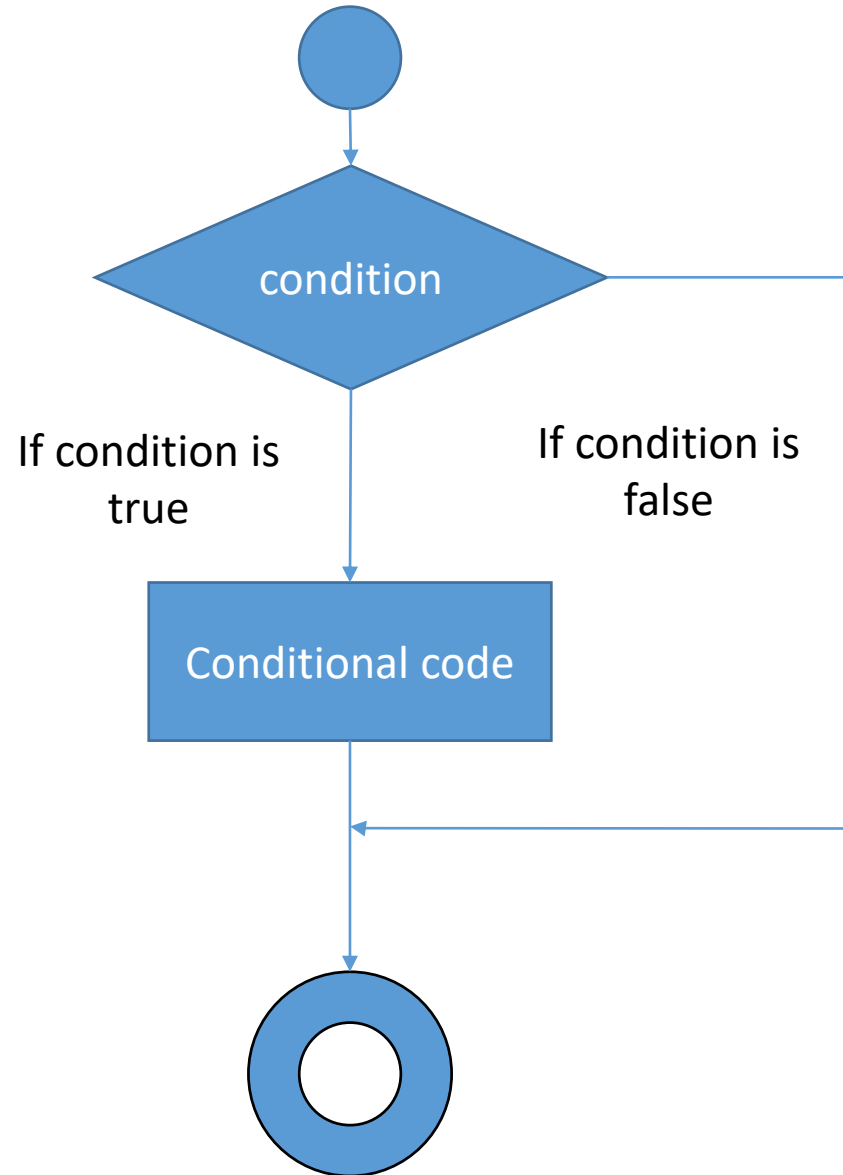 condition
If condition is
true
If condition is
false
Conditional code